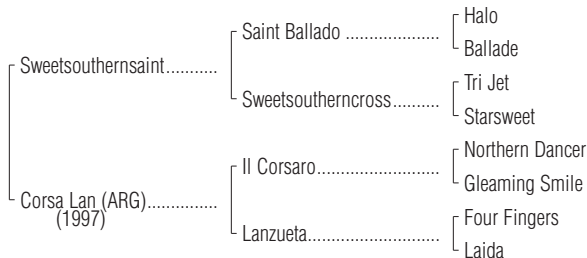 Halo
Saint Ballado ....................
Ballade
Sweetsouthernsaint...........
Tri Jet
Sweetsoutherncross..........
Starsweet
Northern Dancer
Il Corsaro..........................
Gleaming Smile
Corsa Lan (ARG)...............
(1997)
Four Fingers
Lanzueta............................
Laida